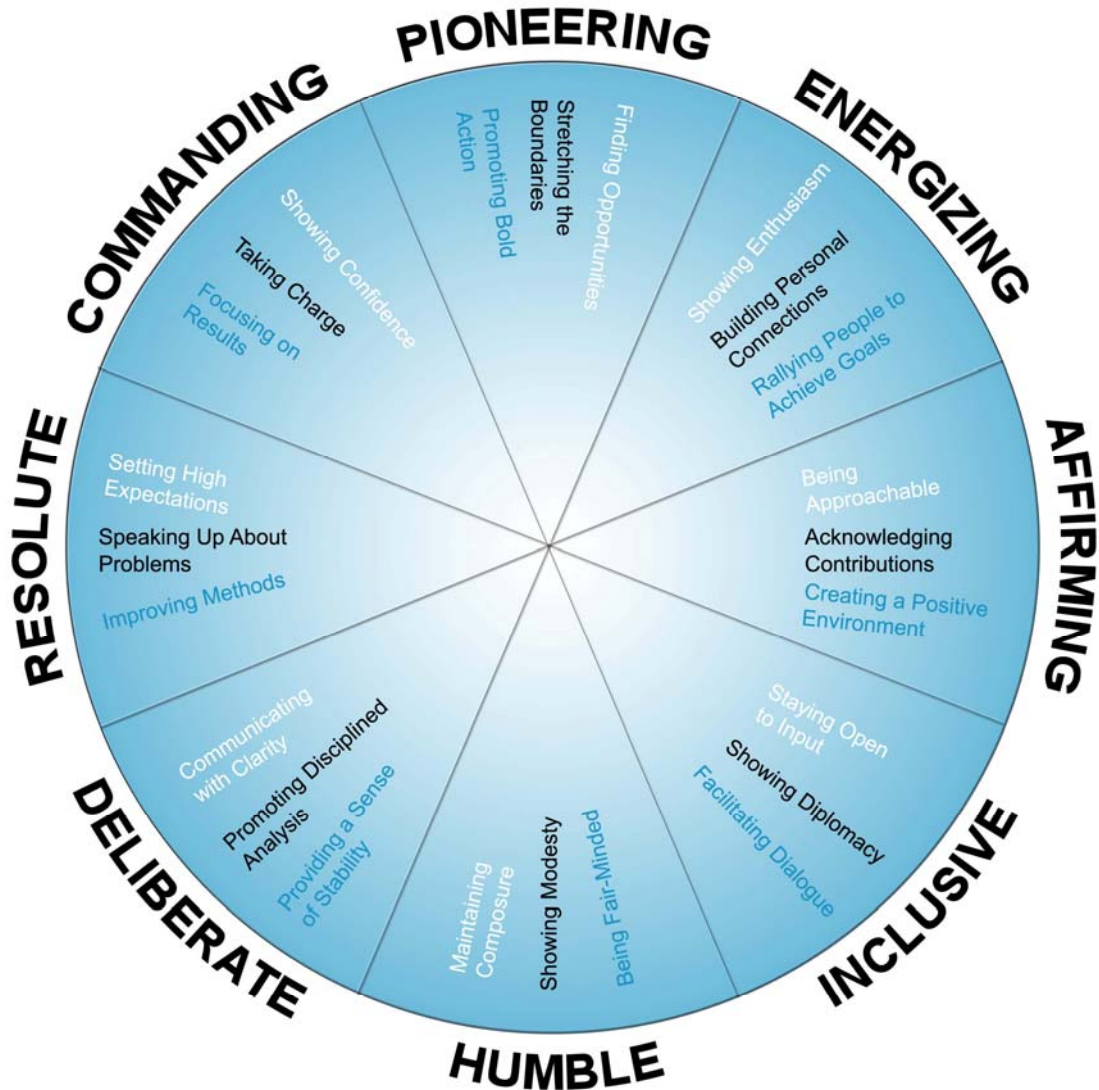 PIONEERING
Finding Opportunities
Stretching the
Boundaries
Promoting Bold
Action
ENERGIZING
Showing Enthusiasm
Building Personal
Connections
Rallying People to
Achieve Goals
AFFIRMING
Being
Approachable
Acknowledging
Contributions
Creating a Positive
Environment
INCLUSIVE
Staying Open
to Input
Showing Diplomacy
Facilitating Dialogue
HUMBLE
Maintaining
Composure
Showing Modesty
Being Fair-Minded
DELIBERATE
Communicating
with Clarity
Promoting Disciplined
Analysis
Providing a Sense
of Stability
RESOLUTE
Setting High
Expectations
Speaking Up About
Problems
Improving Methods
COMMANDING
Showing Confidence
Taking Charge
Focusing on
Results